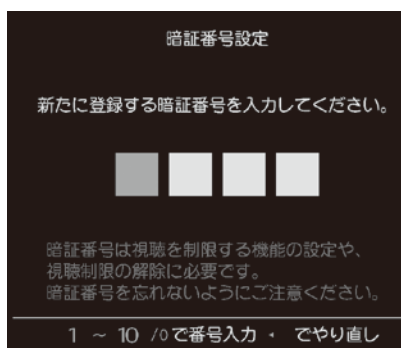 暗証番号設定
新たに登録する暗証番号を入力してください。
暗証番号は視聴を制限する機能の設定や、
視聴制限の解除に必要です。
暗証番号を忘れないようにご注意ください。
1 ～ 10 /0 で番号入力 ・ でやり直し